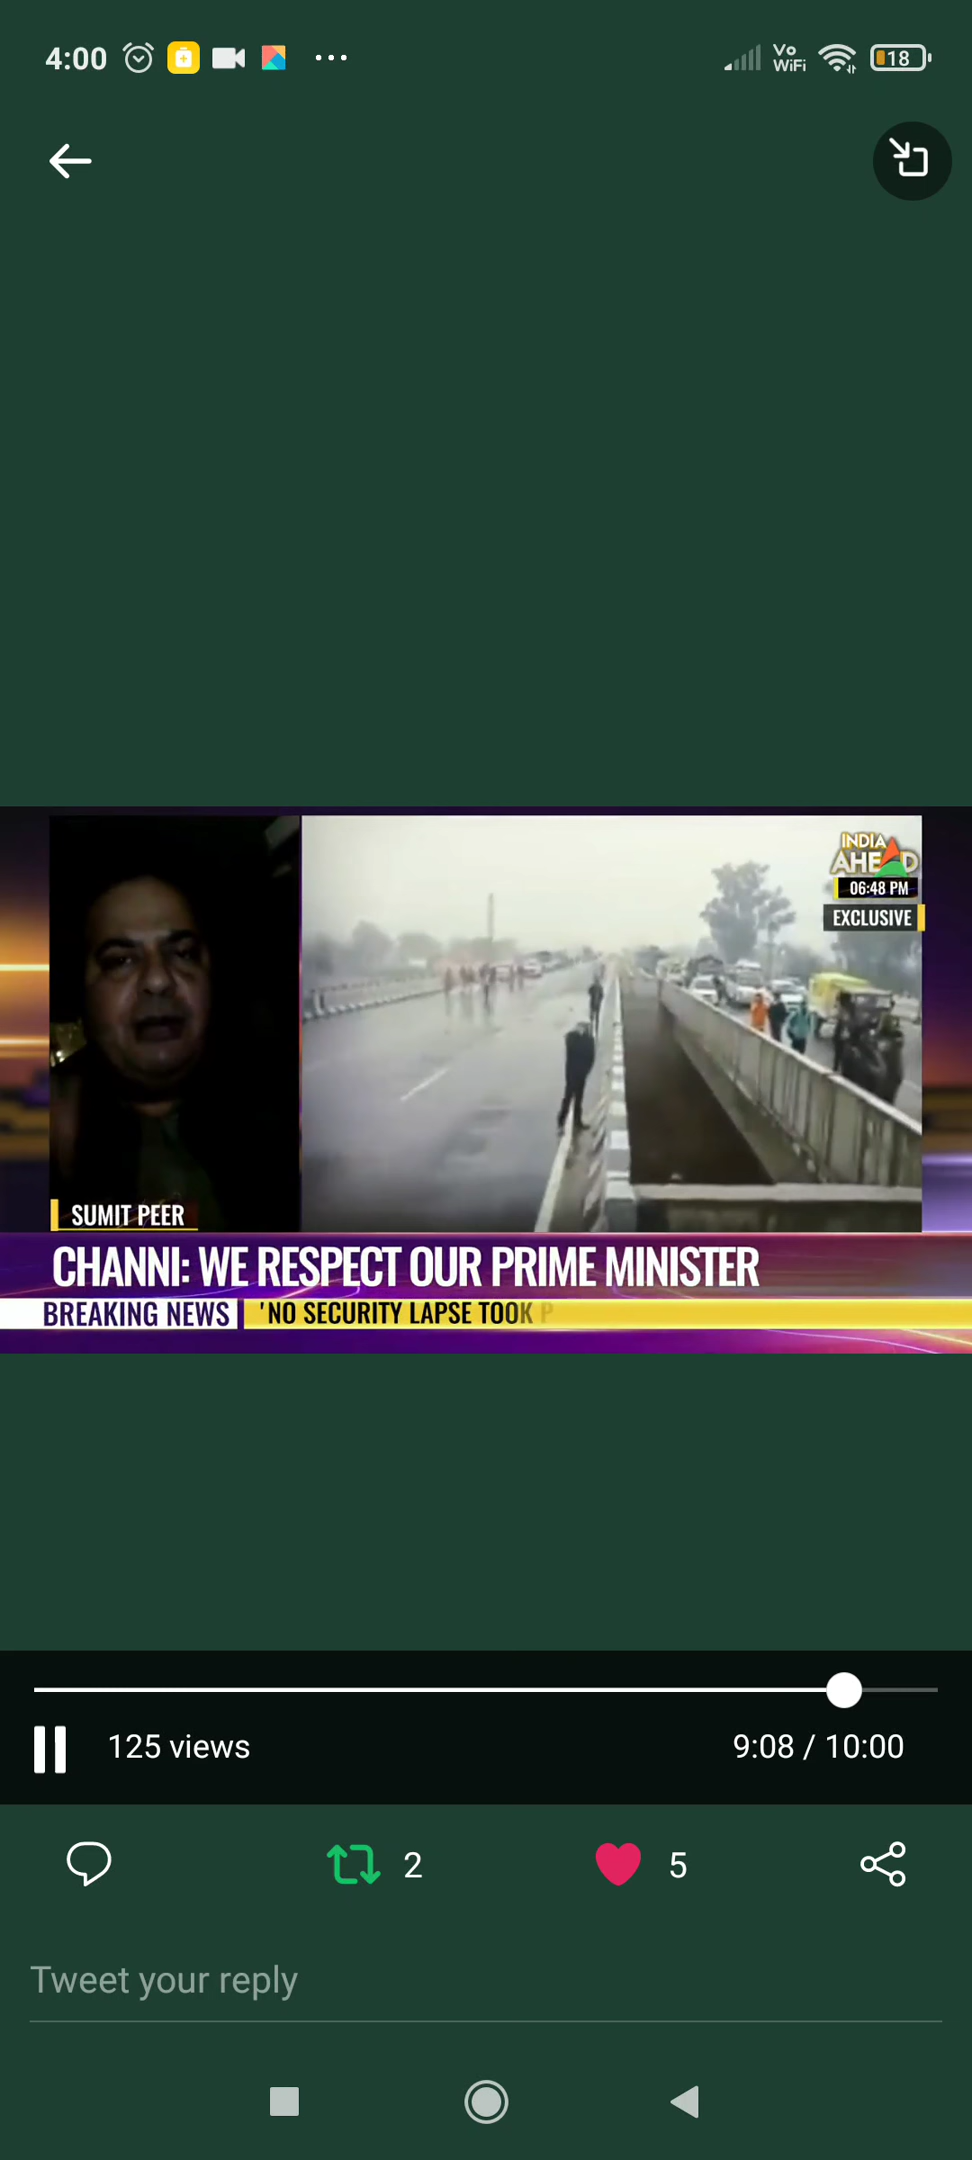 4:00
Vo
WiFi
18
INDIA
AHEAD
06:48 PM
EXCLUSIVE
SUMIT PEER
CHANNI: WE RESPECT OUR PRIME MINISTER
BREAKING NEWS
'NO SECURITY LAPSE TOOK P
125 views
9:08 / 10:00
2
5
Tweet your reply